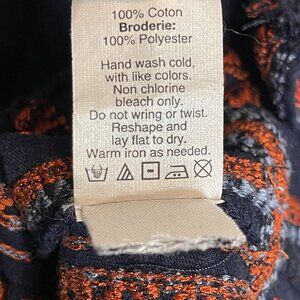 100% Coton
Broderie:
100% Polyester
Hand wash cold,
with like colors.
Non chlorine
bleach only.
Do not wring or twist.
Reshape and
lay flat to dry.
Warm iron as needed.